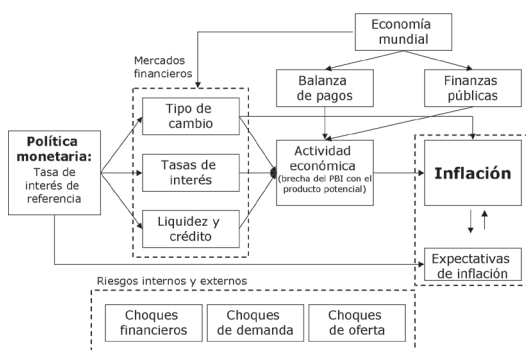 Economía
mundial
Mercados
financieros
Balanza
de pagos
Finanzas
públicas
Tipo de
cambio
Política
monetaria:
Tasa de
interés de
referencia
Tasas de
interés
Actividad
económica
(brecha del PBI con el
producto potencial)
Inflación
Liquidez y
crédito
Expectativas
de inflación
Riesgos internos y externos
Choques
financieros
Choques
de demanda
Choques
de oferta